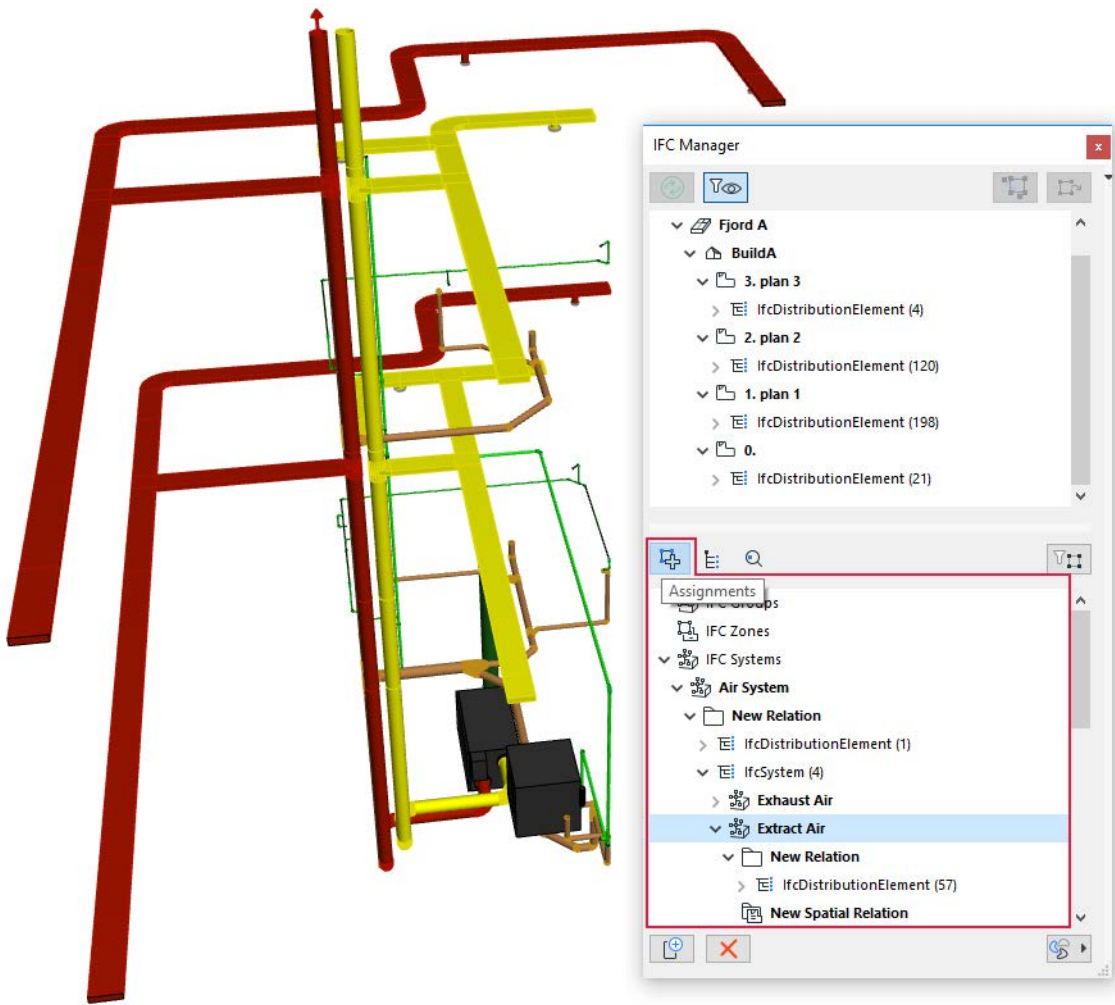 IFC Manager
Fjord A
BuildA
3. plan 3
IfcDistributionElement (4)
2. plan 2
IfcDistributionElement (120)
1. plan 1
IfcDistributionElement (198)
0.
IfcDistributionElement (21)
Assignments
IFC Groups
IFC Zones
IFC Systems
Air System
New Relation
IfcDistributionElement (1)
IfcSystem (4)
Exhaust Air
Extract Air
New Relation
IfcDistributionElement (57)
New Spatial Relation